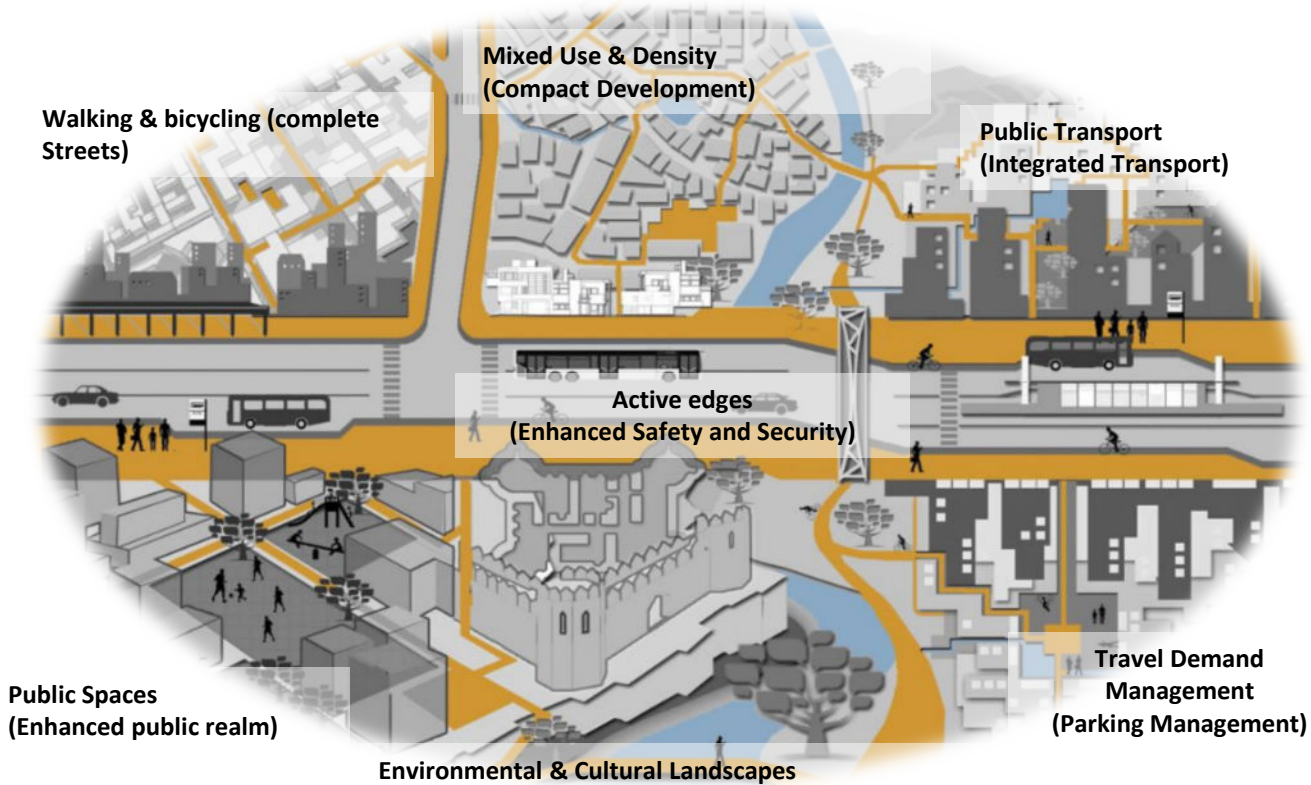 Mixed Use & Density
(Compact Development)
Walking & bicycling (complete
Streets)
Public Transport
(Integrated Transport)
Active edges
(Enhanced Safety and Security)
Public Spaces
(Enhanced public realm)
Travel Demand
Management
(Parking Management)
Environmental & Cultural Landscapes